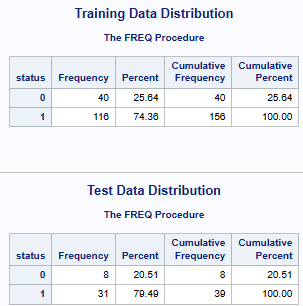 Training Data Distribution
The FREQ Procedure
status Frequency Percent Cumulative Frequency Cumulative Percent
0 40 25.64 40 25.64
1 116 74.36 156 100.00
Test Data Distribution
The FREQ Procedure
status Frequency Percent Cumulative Frequency Cumulative Percent
0 8 20.51 8 20.51
1 31 79.49 39 100.00